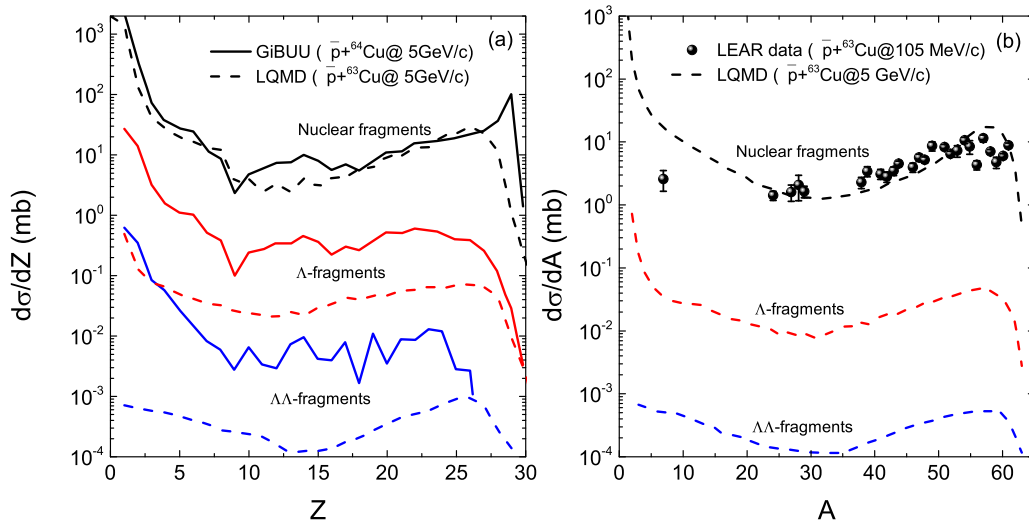 (a)
GiBUU ( p̄+⁶⁴Cu@ 5GeV/c)
LQMD ( p̄+⁶³Cu@ 5GeV/c)
Nuclear fragments
Λ-fragments
ΛΛ-fragments
10³
10²
10¹
10⁰
10⁻¹
10⁻²
10⁻³
10⁻⁴
dσ/dZ (mb)
0 5 10 15 20 25 30
Z
(b)
LEAR data ( p̄+⁶³Cu@105 MeV/c)
LQMD ( p̄+⁶³Cu@5 GeV/c)
Nuclear fragments
Λ-fragments
ΛΛ-fragments
10³
10²
10¹
10⁰
10⁻¹
10⁻²
10⁻³
10⁻⁴
dσ/dA (mb)
0 10 20 30 40 50 60
A